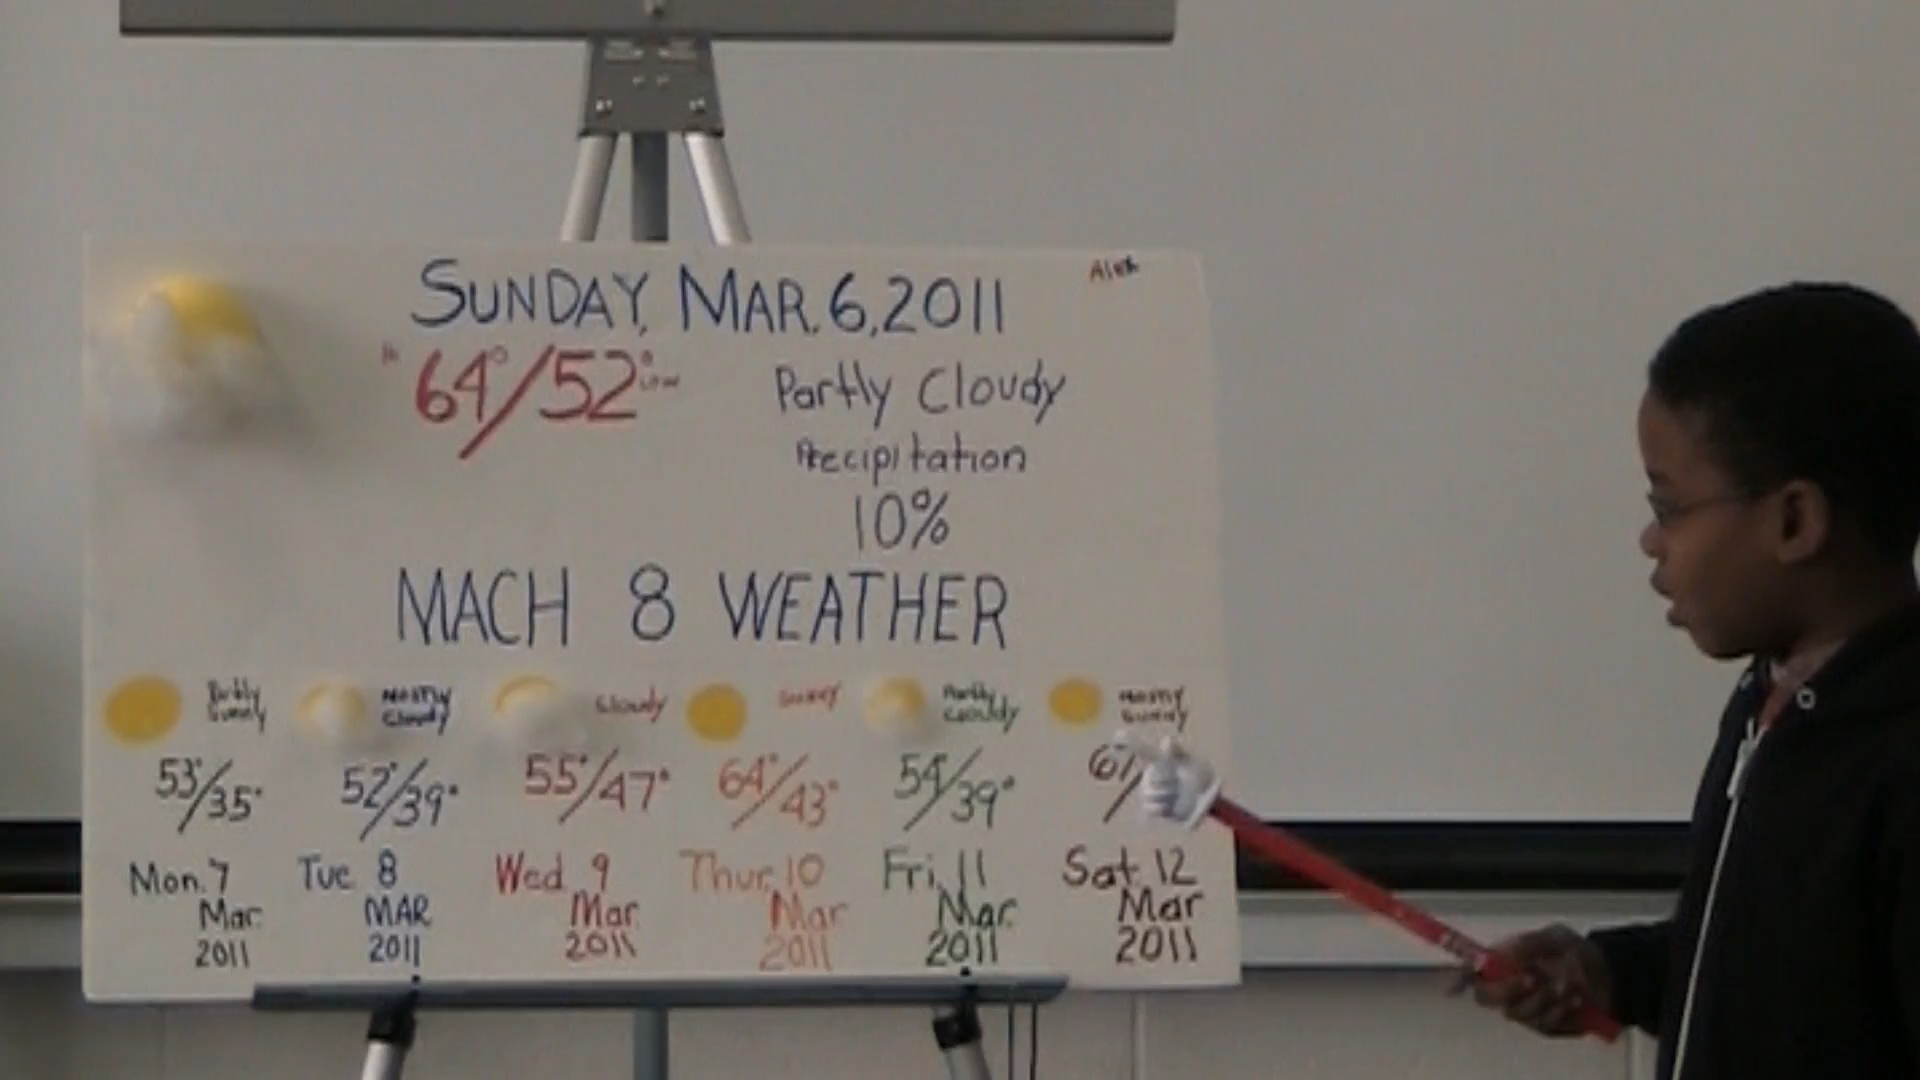 Alex
SUNDAY, MAR. 6, 2011
64°/52° LOW
Partly Cloudy
Precipitation
10%
MACH 8 WEATHER
Partly Sunny
53°/35°
Mon. 7
Mar.
2011
Mostly Cloudy
52°/39°
Tue 8
MAR
2011
Cloudy
55°/47°
Wed 9
Mar.
2011
Sunny
64°/43°
Thur. 10
Mar
2011
Partly Cloudy
54°/39°
Fri. 11
Mar.
2011
Mostly Sunny
Sat. 12
Mar
2011